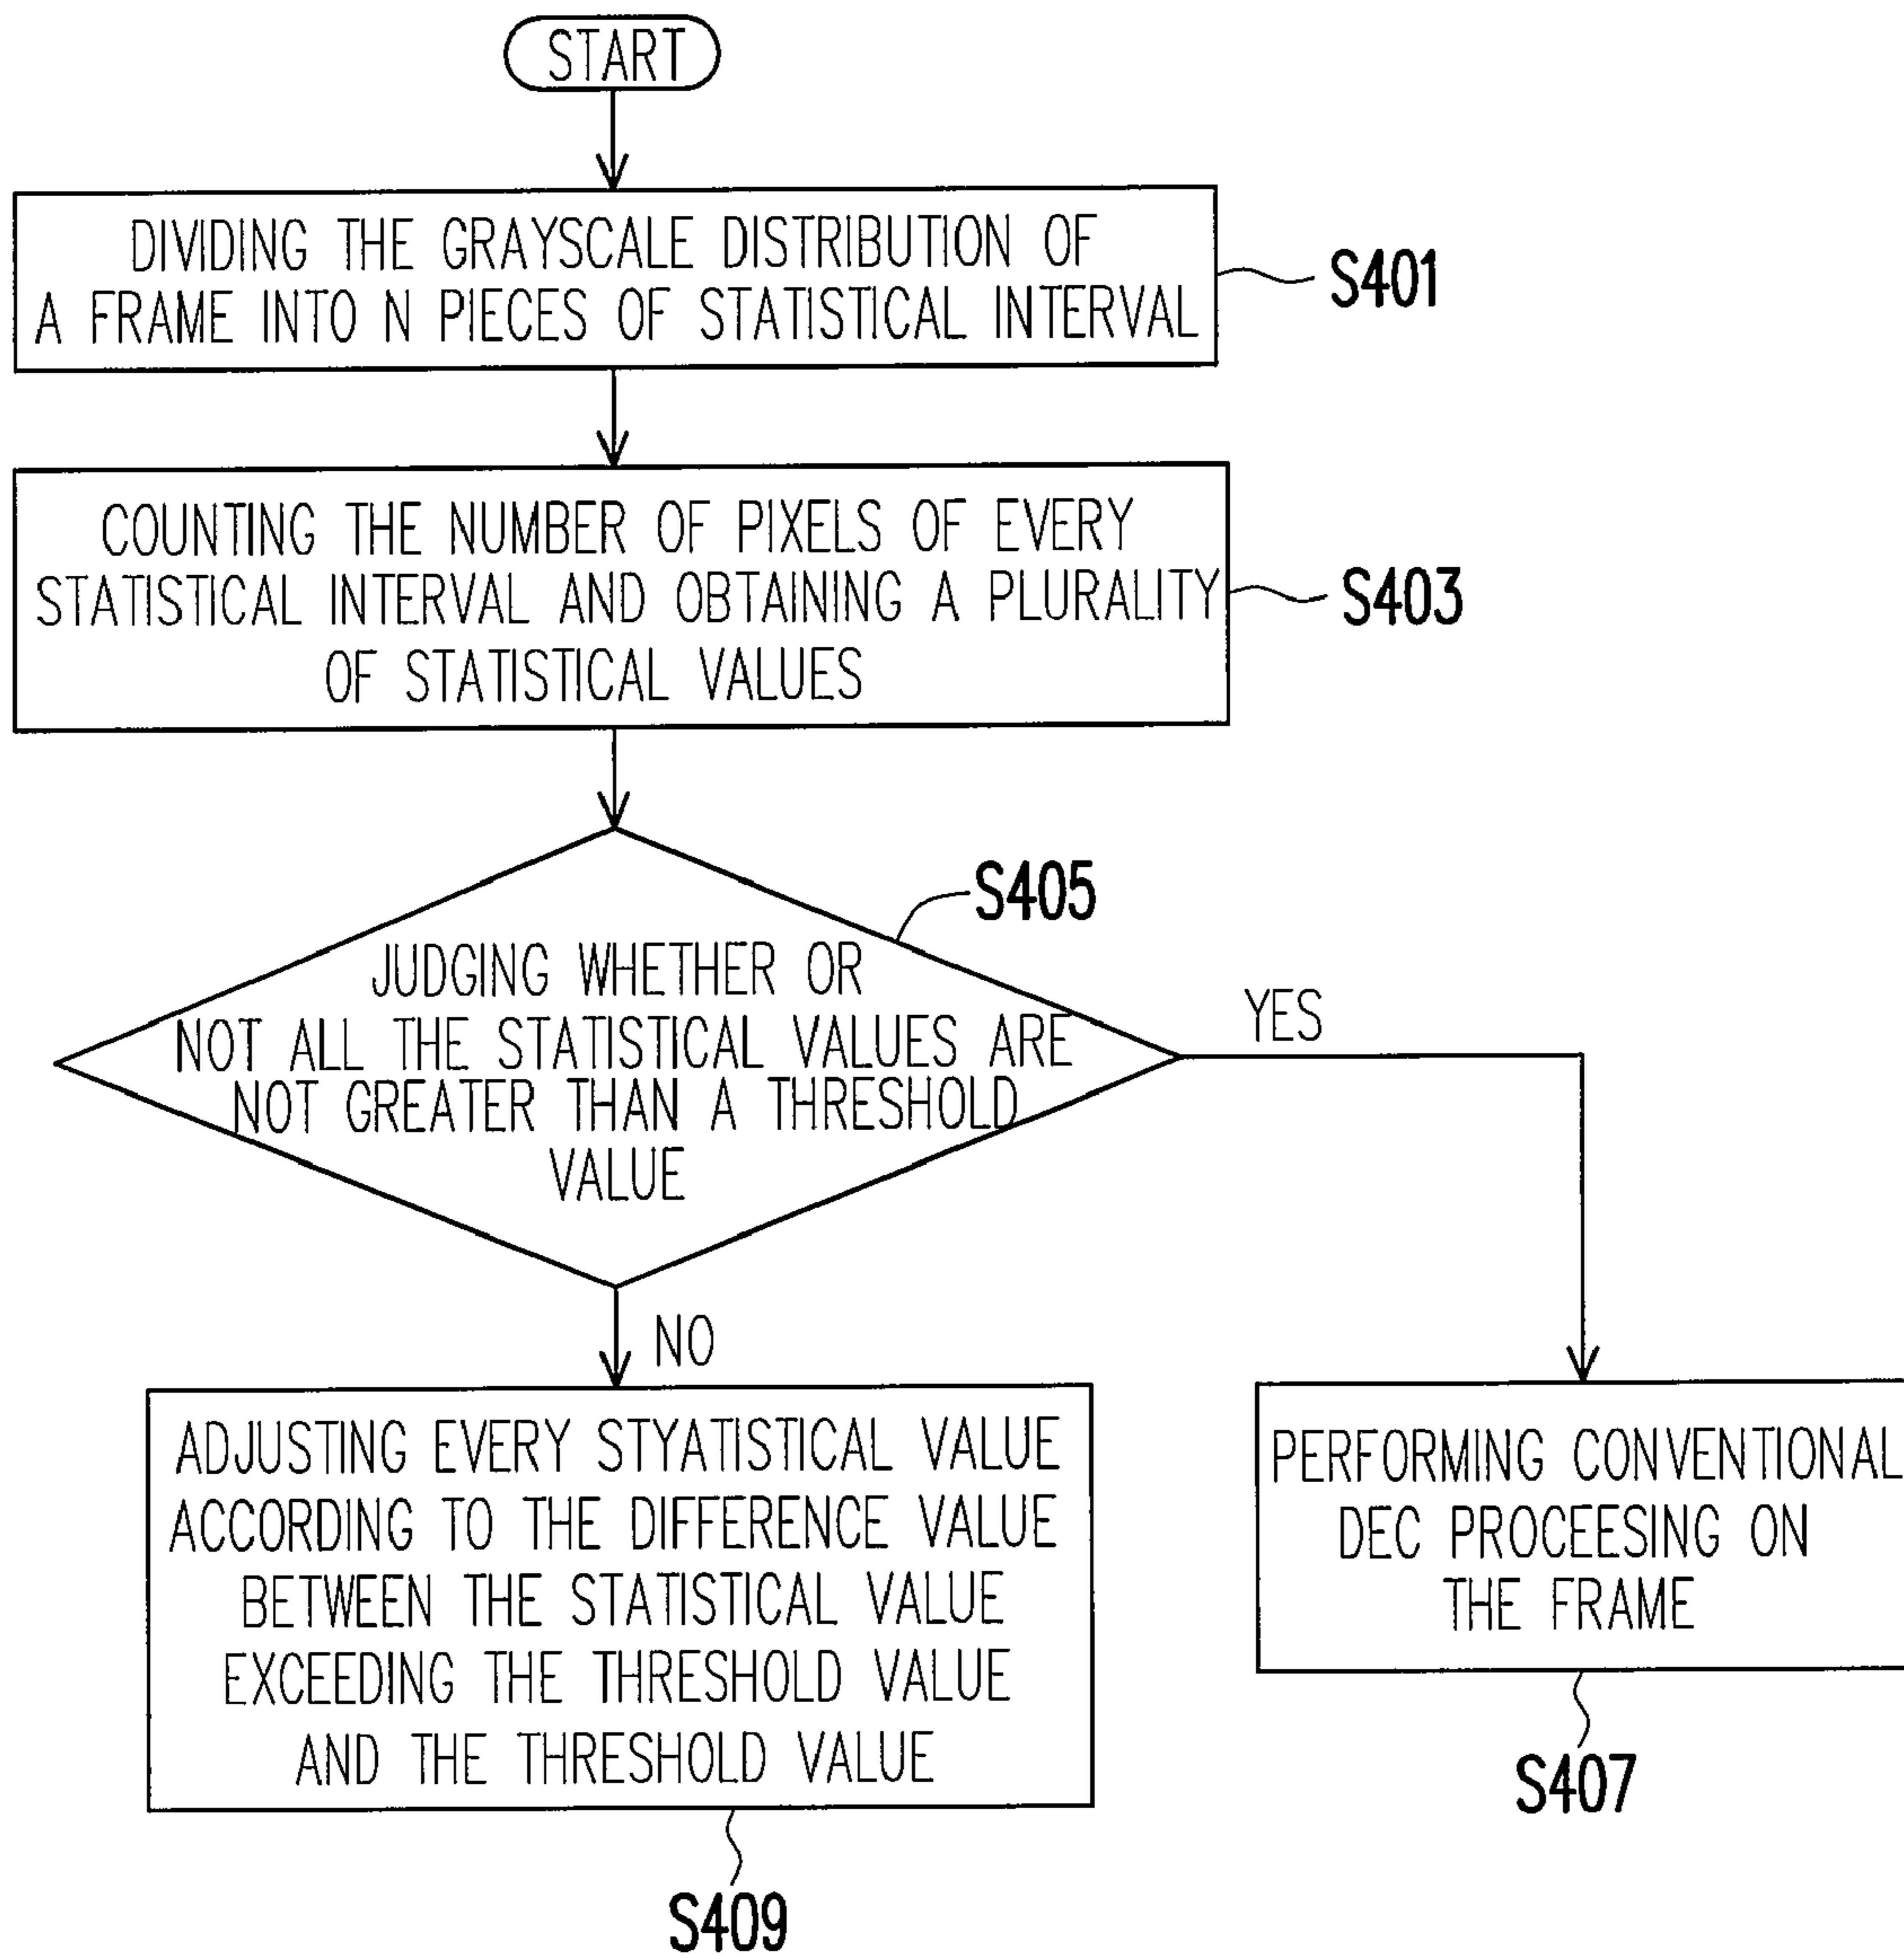 START
DIVIDING THE GRAYSCALE DISTRIBUTION OF
A FRAME INTO N PIECES OF STATISTICAL INTERVAL
S401
COUNTING THE NUMBER OF PIXELS OF EVERY
STATISTICAL INTERVAL AND OBTAINING A PLURALITY
OF STATISTICAL VALUES
S403
S405
JUDGING WHETHER OR
NOT ALL THE STATISTICAL VALUES ARE
NOT GREATER THAN A THRESHOLD
VALUE
YES
NO
ADJUSTING EVERY STYATISTICAL VALUE
ACCORDING TO THE DIFFERENCE VALUE
BETWEEN THE STATISTICAL VALUE
EXCEEDING THE THRESHOLD VALUE
AND THE THRESHOLD VALUE
S409
PERFORMING CONVENTIONAL
DEC PROCEESING ON
THE FRAME
S407